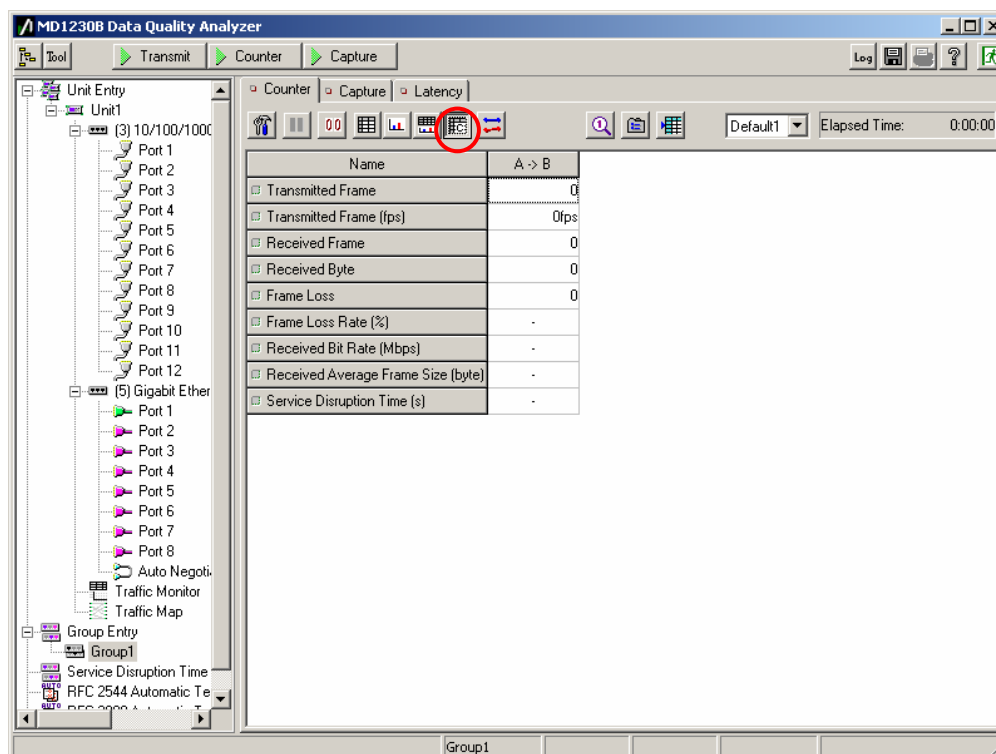 MD1230B Data Quality Analyzer
Tool Transmit Counter Capture Log
Unit Entry
Unit1
(3) 10/100/1000
Port 1
Port 2
Port 3
Port 4
Port 5
Port 6
Port 7
Port 8
Port 9
Port 10
Port 11
Port 12
(5) Gigabit Ether
Port 1
Port 2
Port 3
Port 4
Port 5
Port 6
Port 7
Port 8
Auto Negoti
Traffic Monitor
Traffic Map
Group Entry
Group1
Service Disruption Time
RFC 2544 Automatic Te
Counter Capture Latency
Default1 Elapsed Time: 0:00:00
Name A -> B
Transmitted Frame 0
Transmitted Frame (fps) 0fps
Received Frame 0
Received Byte 0
Frame Loss 0
Frame Loss Rate (%) -
Received Bit Rate (Mbps) -
Received Average Frame Size (byte) -
Service Disruption Time (s) -
Group1